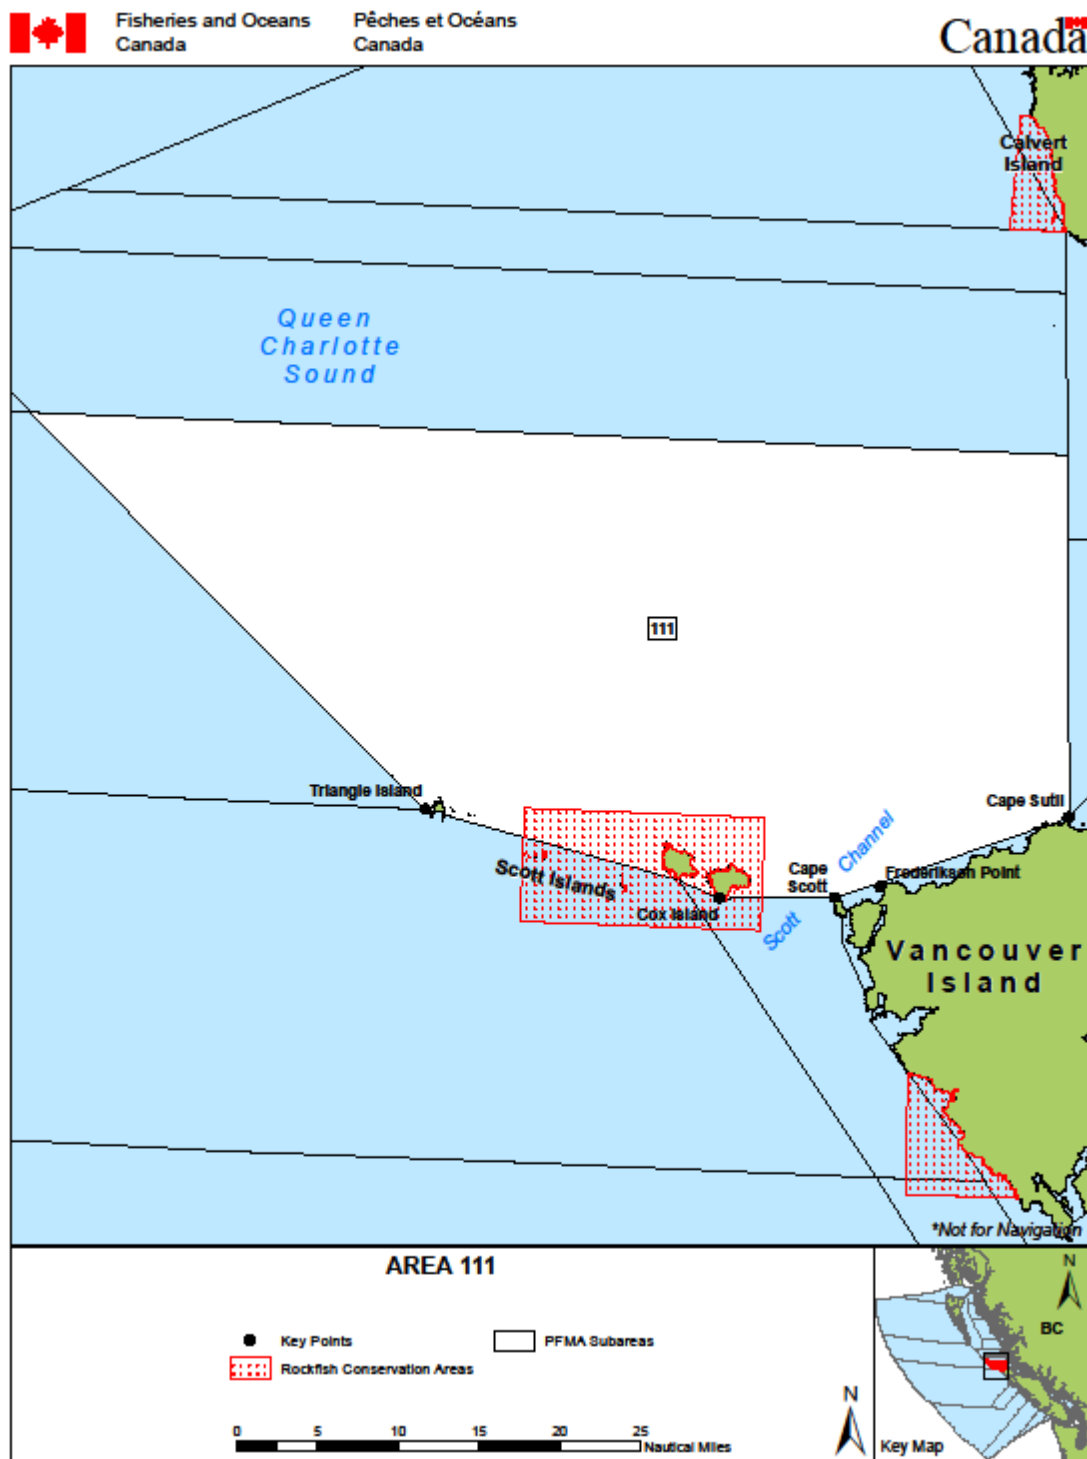 Fisheries and Oceans
Canada
Pêches et Océans
Canada
Canada
Calvert
Island
Queen
Charlotte
Sound
111
Triangle Island
Cape Sutil
Channel
Cape
Scott
Frederiksen Point
Scott Islands
Cox Island
Scott
Vancouver
Island
*Not for Navigation
AREA 111
Key Points
PFMA Subareas
Rockfish Conservation Areas
0 5 10 15 20 25
Nautical Miles
N
N
BC
Key Map